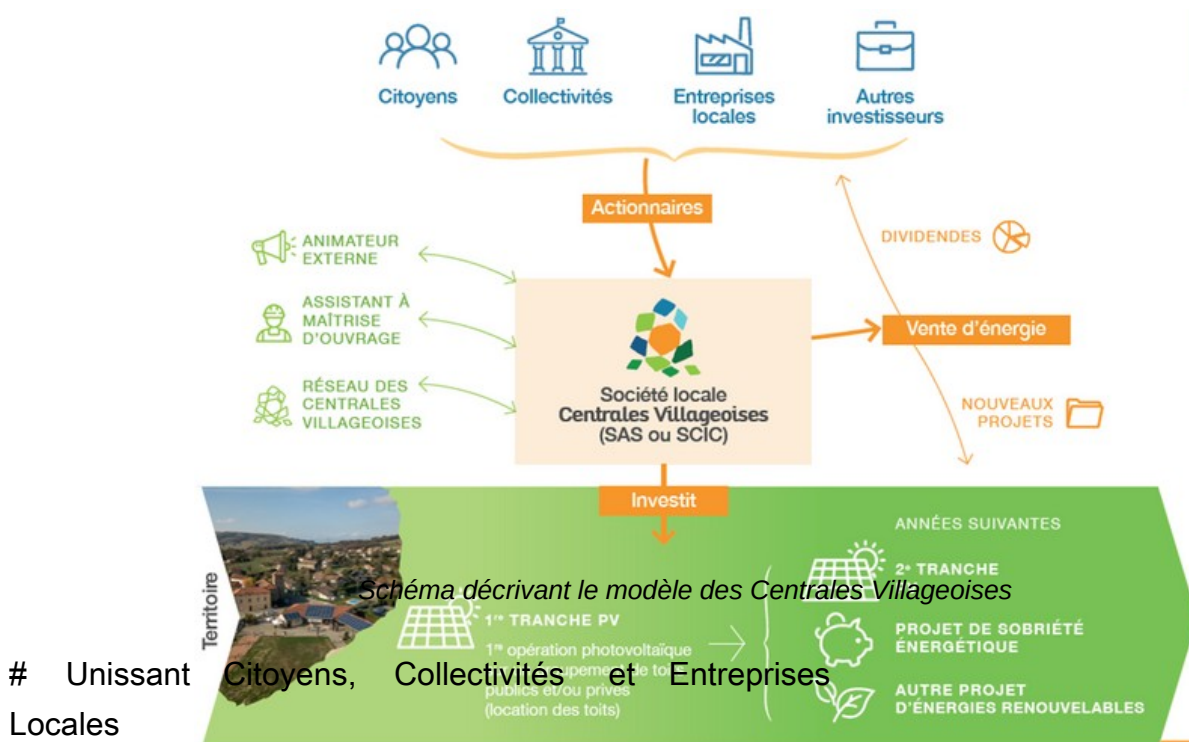 Citoyens
Collectivités
Entreprises
locales
Autres
investisseurs
Actionnaires
ANIMATEUR
EXTERNE
ASSISTANT À
MAÎTRISE
D'OUVRAGE
RÉSEAU DES
CENTRALES
VILLAGEOISES
Société locale
Centrales Villageoises
(SAS ou SCIC)
DIVIDENDES
Vente d'énergie
NOUVEAUX
PROJETS
Investit
Territoire
ANNÉES SUIVANTES
2e TRANCHE
Schéma décrivant le modèle des Centrales Villageoises
1re TRANCHE PV
1re opération photovoltaïque
groupement de toits
publics et/ou privés
(location des toits)
PROJET DE SOBRIÉTÉ
ÉNERGÉTIQUE
AUTRE PROJET
D'ÉNERGIES RENOUVELABLES
# Unissant Citoyens, Collectivités et Entreprises
Locales